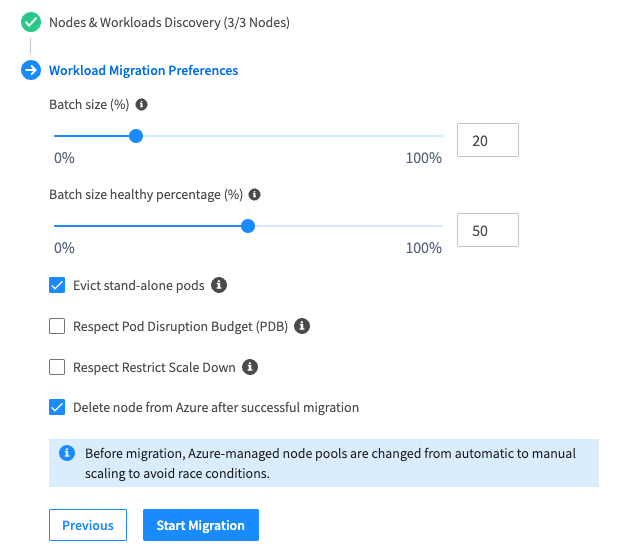 Nodes & Workloads Discovery (3/3 Nodes)
Workload Migration Preferences
Batch size (%)
20
0% 100%
Batch size healthy percentage (%)
50
0% 100%
Evict stand-alone pods
Respect Pod Disruption Budget (PDB)
Respect Restrict Scale Down
Delete node from Azure after successful migration
Before migration, Azure-managed node pools are changed from automatic to manual
scaling to avoid race conditions.
Previous Start Migration